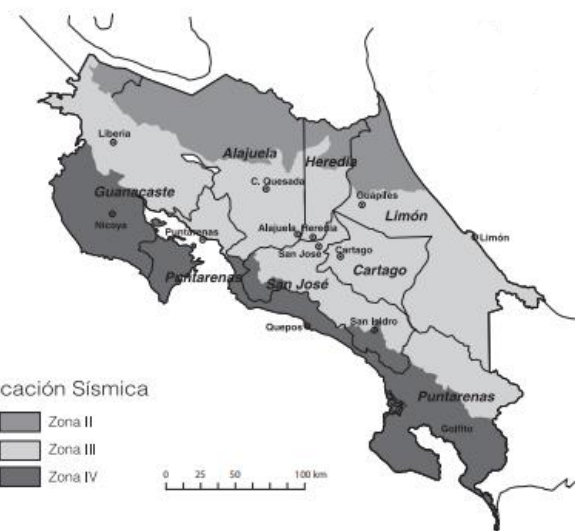 Liberia
Alajuela
Heredia
C. Quesada
Guanacaste
Guápiles
Nicoya
Limón
Puntarenas
Alajuela
Heredia
Limón
San José
Cartago
Puntarenas
San José
Cartago
Quepos
San Isidro
Puntarenas
Golfito
cación Sísmica
Zona II
Zona III
Zona IV
0 25 50 100 km